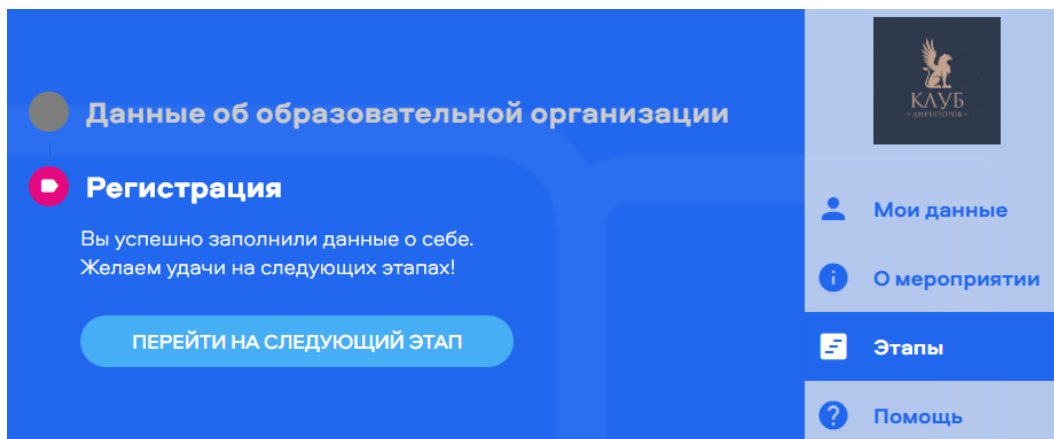 Данные об образовательной организации
Регистрация
Вы успешно заполнили данные о себе.
Желаем удачи на следующих этапах!
ПЕРЕЙТИ НА СЛЕДУЮЩИЙ ЭТАП
КЛУБ
ДИРЕКТОРОВ
Мои данные
О мероприятии
Этапы
Помощь